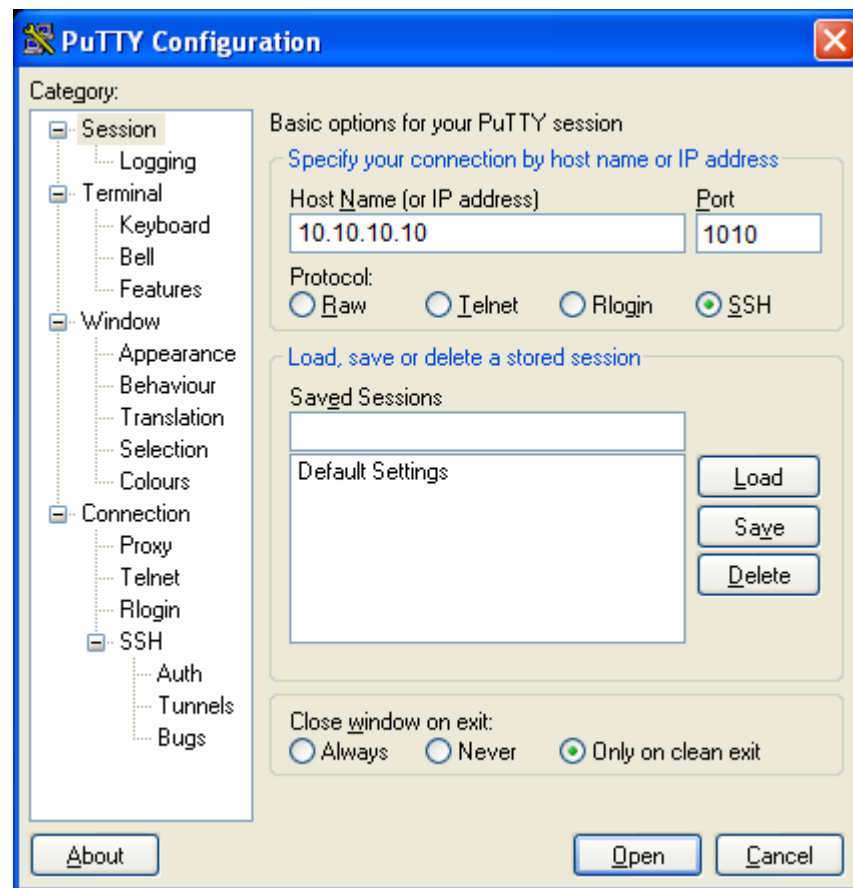 PuTTY Configuration
Category:
Session
Logging
Terminal
Keyboard
Bell
Features
Window
Appearance
Behaviour
Translation
Selection
Colours
Connection
Proxy
Telnet
Rlogin
SSH
Auth
Tunnels
Bugs
Basic options for your PuTTY session
Specify your connection by host name or IP address
Host Name (or IP address) Port
10.10.10.10 1010
Protocol:
Raw Telnet Rlogin SSH
Load, save or delete a stored session
Saved Sessions
Default Settings
Load
Save
Delete
Close window on exit:
Always Never Only on clean exit
About Open Cancel